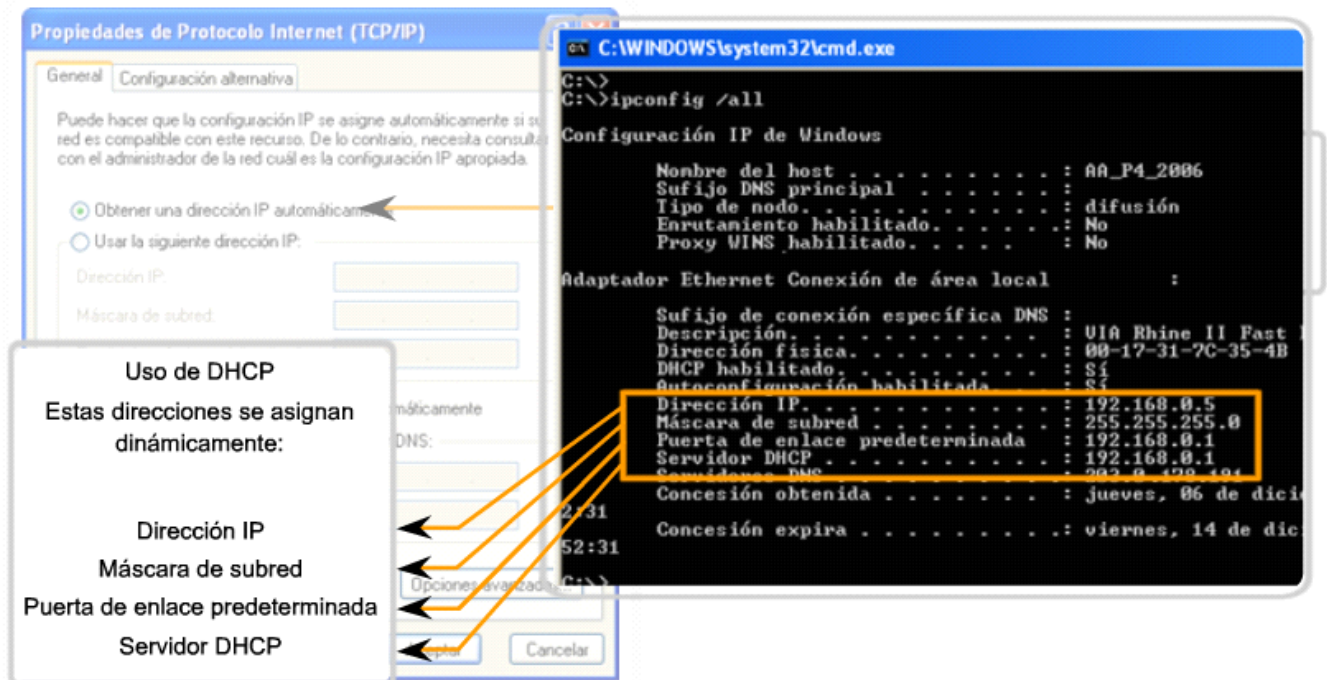 Propiedades de Protocolo Internet (TCP/IP)
General
Configuración alternativa
Puede hacer que la configuración IP se asigne automáticamente si su
red es compatible con este recurso. De lo contrario, necesita consultar
con el administrador de la red cuál es la configuración IP apropiada.
Obtener una dirección IP
Usar la siguiente dirección IP:
Dirección IP:
Máscara de subred:
DNS:
Opciones
Cancelar
Uso de DHCP
Estas direcciones se asignan
dinámicamente:
Dirección IP
Máscara de subred
Puerta de enlace predeterminada
Servidor DHCP
C:\WINDOWS\system32\cmd.exe
C:\>
C:\>ipconfig /all
Configuración IP de Windows
Nombre del host . . . . . . . . . : AA_P4_2006
Sufijo DNS principal . . . . . . :
Tipo de nodo. . . . . . . . . . . : difusión
Enrutamiento habilitado. . . . . .: No
Proxy WINS habilitado. . . . . : No
Adaptador Ethernet Conexión de área local :
Sufijo de conexión específica DNS :
Descripción. . . . . . . . . . . : VIA Rhine II Fast
Dirección física. . . . . . . . . : 00-17-31-7C-35-4B
DHCP habilitado. . . . . . . . . : Sí
Autoconfiguración habilitada. . . : Sí
Dirección IP. . . . . . . . . . . : 192.168.0.5
Máscara de subred . . . . . . . . : 255.255.255.0
Puerta de enlace predeterminada : 192.168.0.1
Servidor DHCP . . . . . . . . . . : 192.168.0.1
Servidores DNS . . . . . . . . . . :
Concesión obtenida . . . . . . . : jueves, 06 de
2:31
Concesión expira . . . . . . . . .: viernes, 14 de
52:31
C:\>